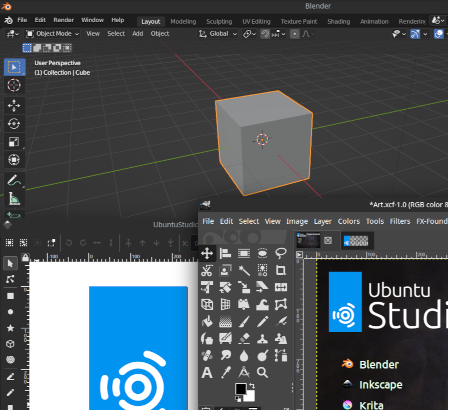 Blender
File Edit Render Window Help Layout Modeling Sculpting UV Editing Texture Paint Shading Animation
Object Mode View Select Add Object Global
User Perspective
(1) Collection | Cube
*Art.xcf-1.0 (RGB color 8
UbuntuStudio
File Edit Select View Image Layer Colors Tools Filters FX-Found
Ubuntu
Studi
Blender
Inkscape
Krita